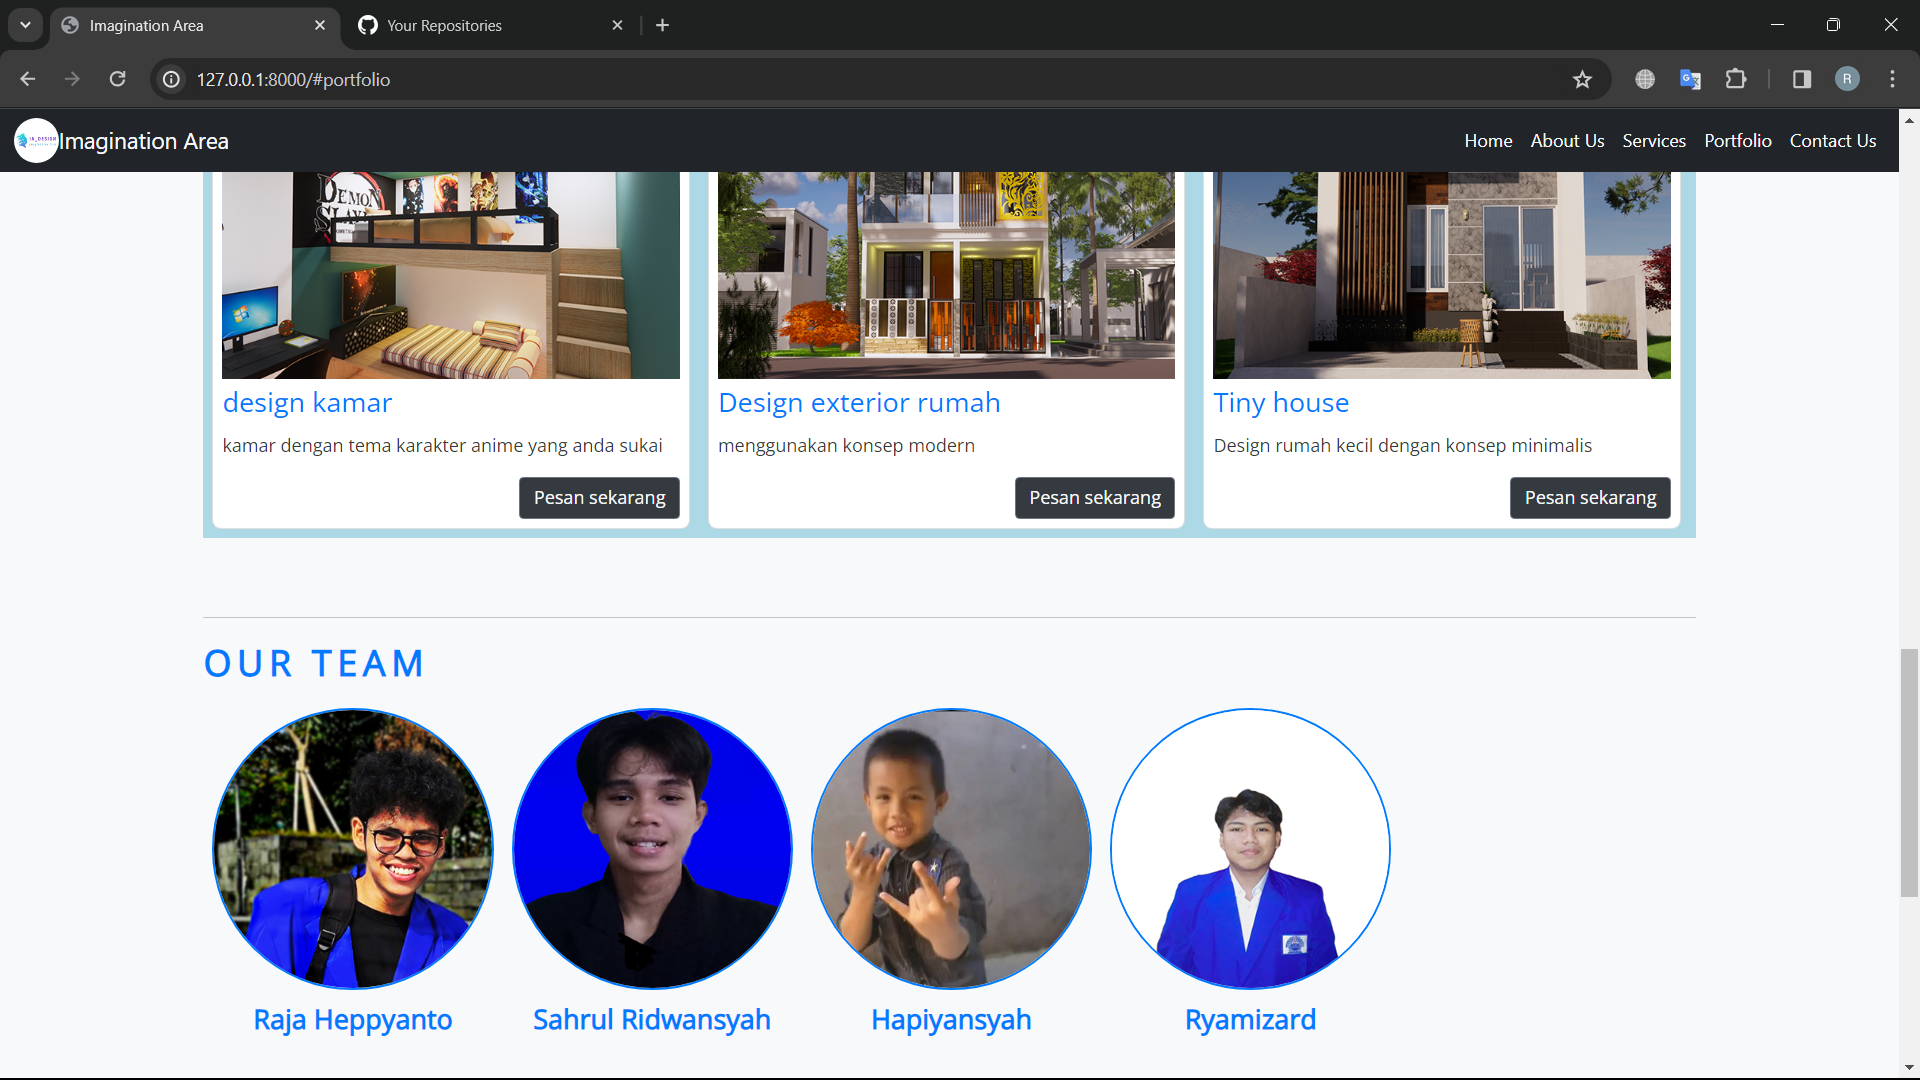 Imagination Area
Your Repositories
127.0.0.1:8000/#portfolio
R
Imagination Area
Home About Us Services Portfolio Contact Us
DEMON
design kamar
kamar dengan tema karakter anime yang anda sukai
Pesan sekarang
Design exterior rumah
menggunakan konsep modern
Pesan sekarang
Tiny house
Design rumah kecil dengan konsep minimalis
Pesan sekarang
OUR TEAM
Raja Heppyanto
Sahrul Ridwansyah
Hapiyansyah
Ryamizard